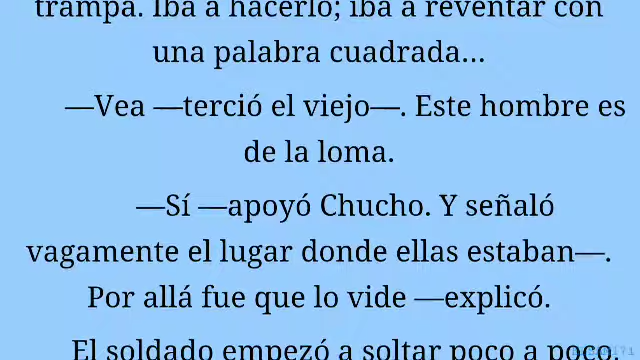 trampa. Iba a hacerlo; iba a reventar con
una palabra cuadrada...
—Vea —terció el viejo—. Este hombre es
de la loma.
—Sí —apoyó Chucho. Y señaló
vagamente el lugar donde ellas estaban—.
Por allá fue que lo vide —explicó.
El soldado empezó a soltar poco a poco,